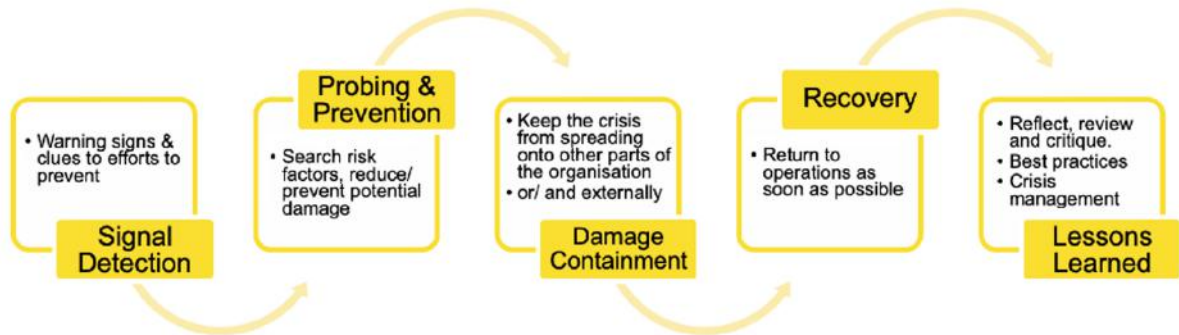 • Warning signs &
clues to efforts to
prevent
Signal
Detection
Probing &
Prevention
• Search risk
factors, reduce/
prevent potential
damage
• Keep the crisis
from spreading
onto other parts of
the organisation
• or/ and externally
Damage
Containment
Recovery
• Return to
operations as
soon as possible
• Reflect, review
and critique.
• Best practices
• Crisis
management
Lessons
Learned